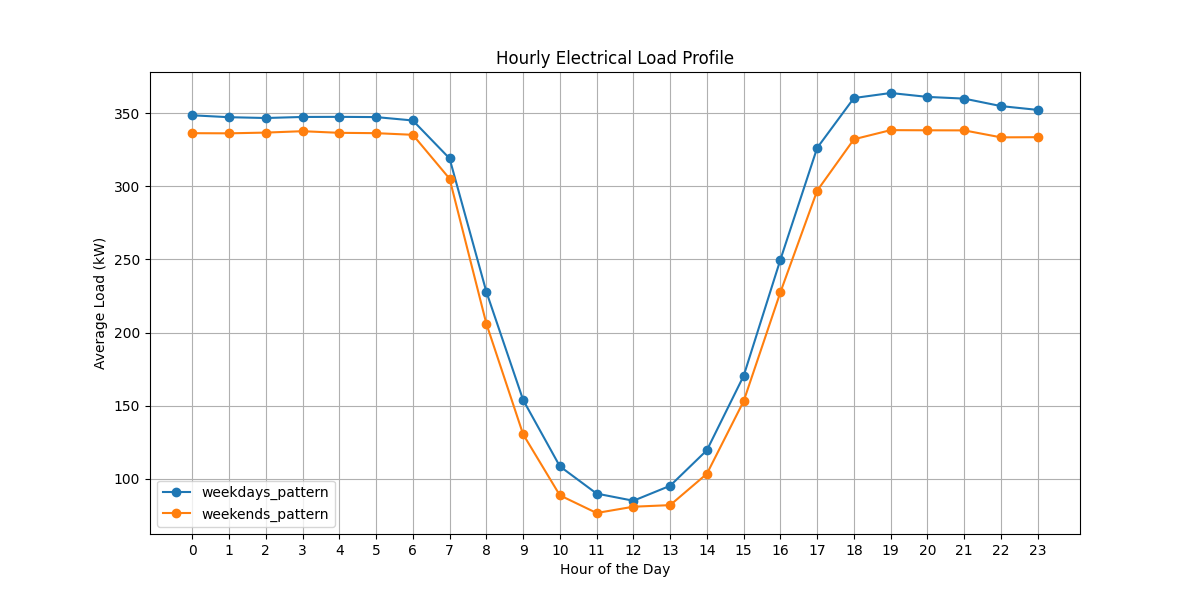 Hourly Electrical Load Profile
Average Load (kW)
350
300
250
200
150
100
weekdays_pattern
weekends_pattern
0 1 2 3 4 5 6 7 8 9 10 11 12 13 14 15 16 17 18 19 20 21 22 23
Hour of the Day